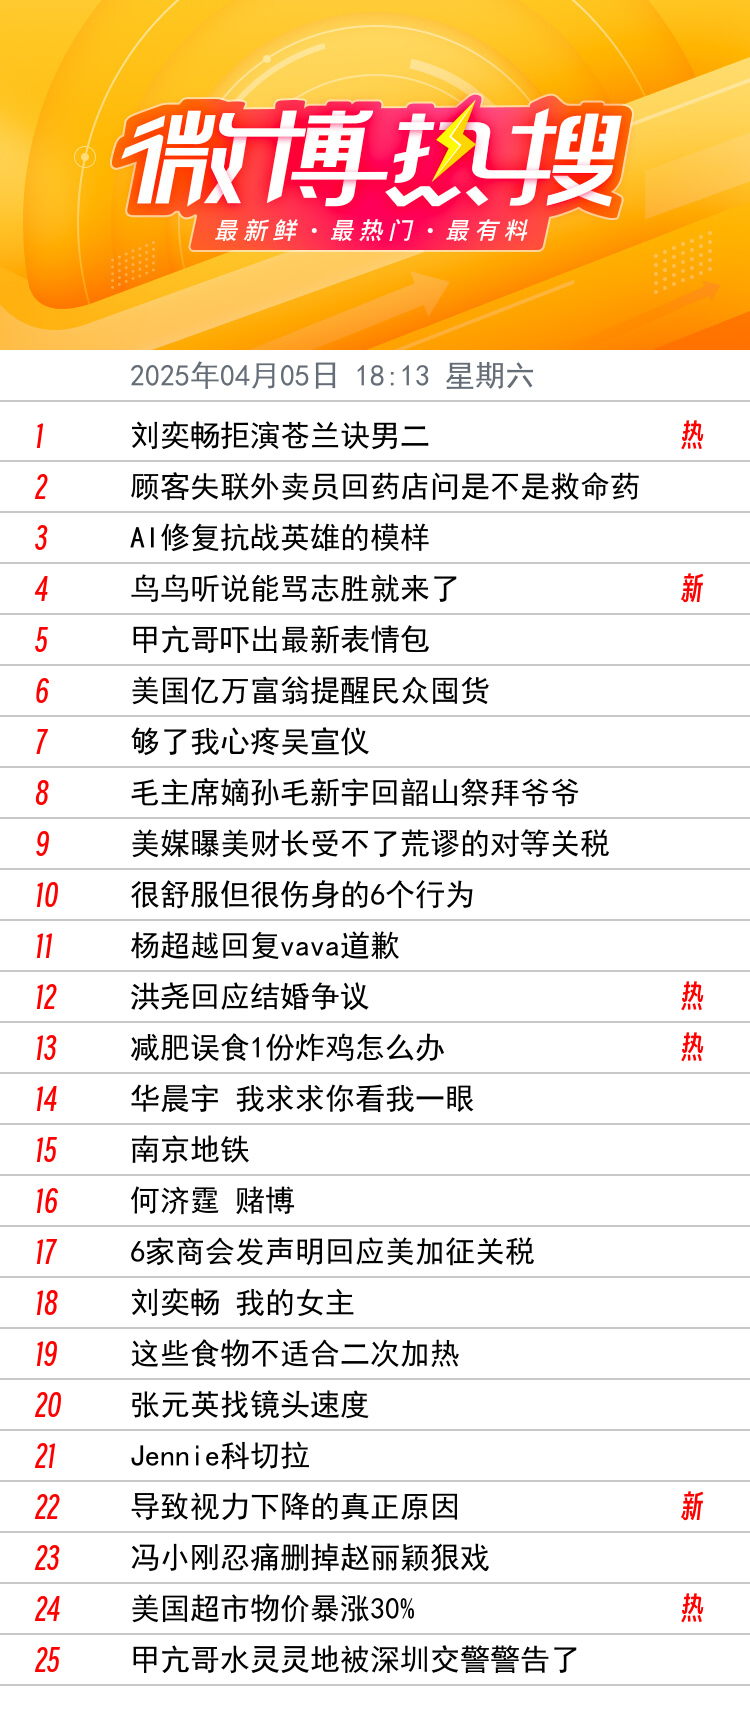 微博热搜
最新鲜·最热门·最有料
2025年04月05日 18:13 星期六
1 刘奕畅拒演苍兰诀男二 热
2 顾客失联外卖员回药店问是不是救命药
3 AI修复抗战英雄的模样
4 鸟鸟听说能骂志胜就来了 新
5 甲亢哥吓出最新表情包
6 美国亿万富翁提醒民众囤货
7 够了我心疼吴宣仪
8 毛主席嫡孙毛新宇回韶山祭拜爷爷
9 美媒曝美财长受不了荒谬的对等关税
10 很舒服但很伤身的6个行为
11 杨超越回复vava道歉
12 洪尧回应结婚争议 热
13 减肥误食1份炸鸡怎么办 热
14 华晨宇 我求求你看我一眼
15 南京地铁
16 何济霆 赌博
17 6家商会发声明回应美加征关税
18 刘奕畅 我的女主
19 这些食物不适合二次加热
20 张元英找镜头速度
21 Jennie科切拉
22 导致视力下降的真正原因 新
23 冯小刚忍痛删掉赵丽颖狠戏
24 美国超市物价暴涨30% 热
25 甲亢哥水灵灵地被深圳交警警告了